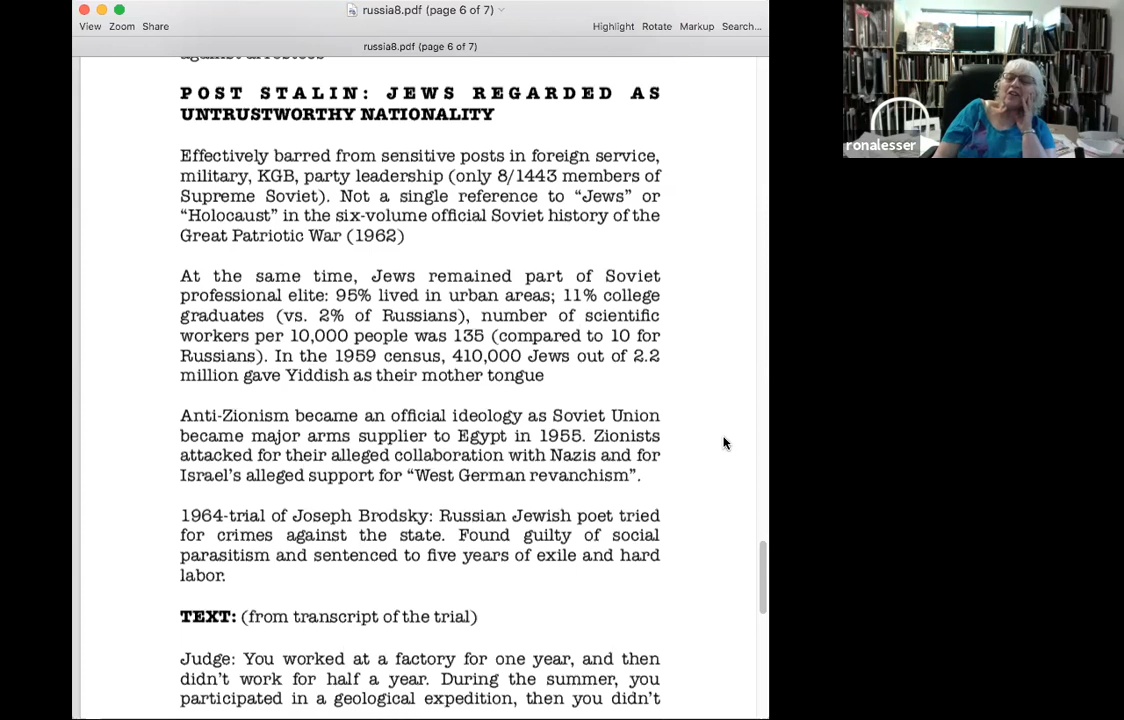 russia8.pdf (page 6 of 7)
View Zoom Share Highlight Rotate Markup Search...
russia8.pdf (page 6 of 7)
against arrestees
POST STALIN: JEWS REGARDED AS
UNTRUSTWORTHY NATIONALITY
Effectively barred from sensitive posts in foreign service,
military, KGB, party leadership (only 8/1443 members of
Supreme Soviet). Not a single reference to “Jews” or
“Holocaust” in the six-volume official Soviet history of the
Great Patriotic War (1962)
At the same time, Jews remained part of Soviet
professional elite: 95% lived in urban areas; 11% college
graduates (vs. 2% of Russians), number of scientific
workers per 10,000 people was 135 (compared to 10 for
Russians). In the 1959 census, 410,000 Jews out of 2.2
million gave Yiddish as their mother tongue
Anti-Zionism became an official ideology as Soviet Union
became major arms supplier to Egypt in 1955. Zionists
attacked for their alleged collaboration with Nazis and for
Israel’s alleged support for “West German revanchism”.
1964-trial of Joseph Brodsky: Russian Jewish poet tried
for crimes against the state. Found guilty of social
parasitism and sentenced to five years of exile and hard
labor.
TEXT: (from transcript of the trial)
Judge: You worked at a factory for one year, and then
didn’t work for half a year. During the summer, you
participated in a geological expedition, then you didn’t
ronalesser